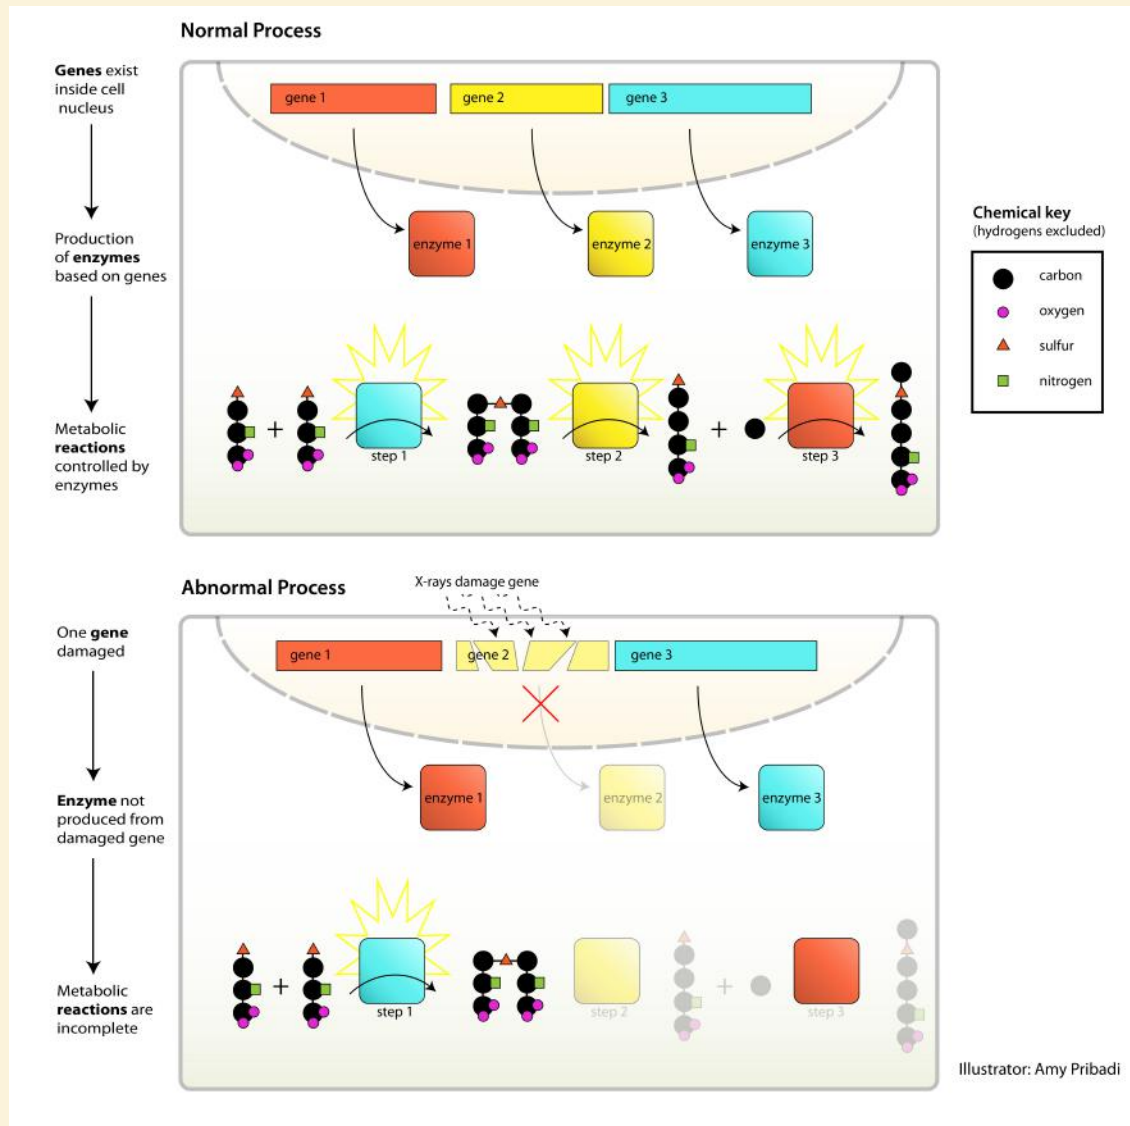 Normal Process
Genes exist
inside cell
nucleus
gene 1
gene 2
gene 3
Production
of enzymes
based on genes
enzyme 1
enzyme 2
enzyme 3
Chemical key
(hydrogens excluded)
carbon
oxygen
sulfur
nitrogen
Metabolic
reactions
controlled by
enzymes
+
step 1
step 2
+
step 3
Abnormal Process
X-rays damage gene
One gene
damaged
gene 1
gene 2
gene 3
Enzyme not
produced from
damaged gene
enzyme 1
enzyme 2
enzyme 3
Metabolic
reactions are
incomplete
+
step 1
step 2
+
step 3
Illustrator: Amy Pribadi